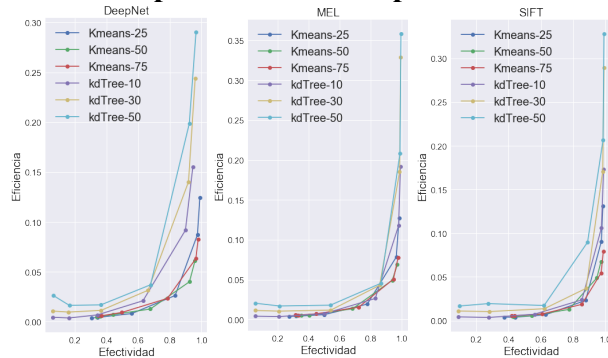 DeepNet
0.30
0.25
0.20
0.15
0.10
0.05
0.00
Eficiencia
Kmeans-25
Kmeans-50
Kmeans-75
kdTree-10
kdTree-30
kdTree-50
0.2 0.4 0.6 0.8 1.0
Efectividad
MEL
0.35
0.30
0.25
0.20
0.15
0.10
0.05
0.00
Eficiencia
Kmeans-25
Kmeans-50
Kmeans-75
kdTree-10
kdTree-30
kdTree-50
0.2 0.4 0.6 0.8 1.0
Efectividad
SIFT
0.30
0.25
0.20
0.15
0.10
0.05
0.00
Eficiencia
Kmeans-25
Kmeans-50
Kmeans-75
kdTree-10
kdTree-30
kdTree-50
0.2 0.4 0.6 0.8 1.0
Efectividad